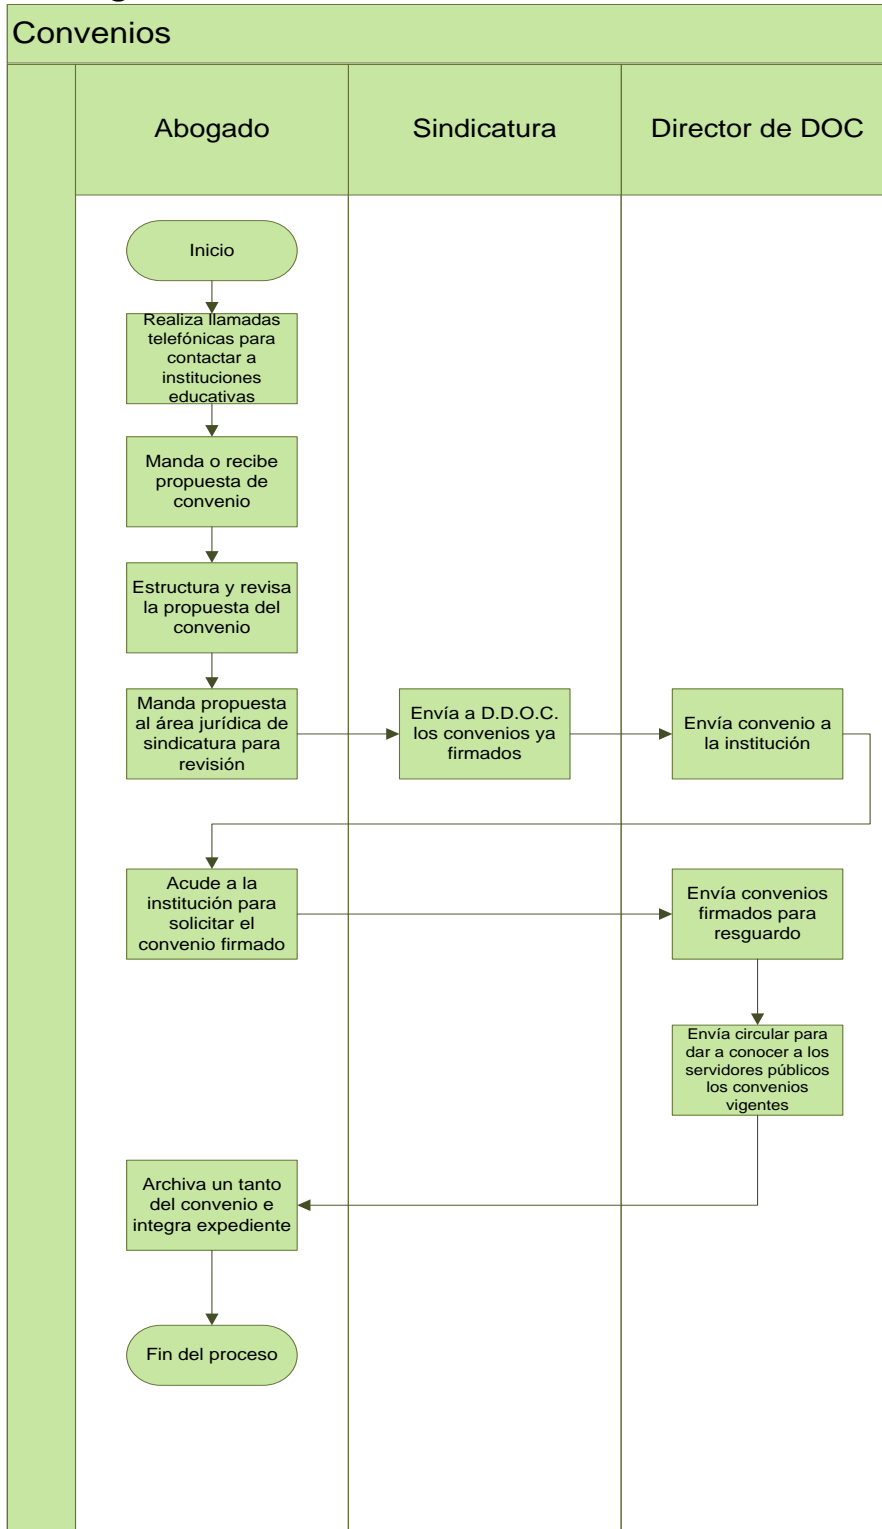 Convenios
Abogado
Sindicatura
Director de DOC
Inicio
Realiza llamadas
telefónicas para
contactar a
instituciones
educativas
Manda o recibe
propuesta de
convenio
Estructura y revisa
la propuesta del
convenio
Manda propuesta
al área jurídica de
sindicatura para
revisión
Envía a D.D.O.C.
los convenios ya
firmados
Envía convenio a
la institución
Acude a la
institución para
solicitar el
convenio firmado
Envía convenios
firmados para
resguardo
Envía circular para
dar a conocer a los
servidores públicos
los convenios
vigentes
Archiva un tanto
del convenio e
integra expediente
Fin del proceso